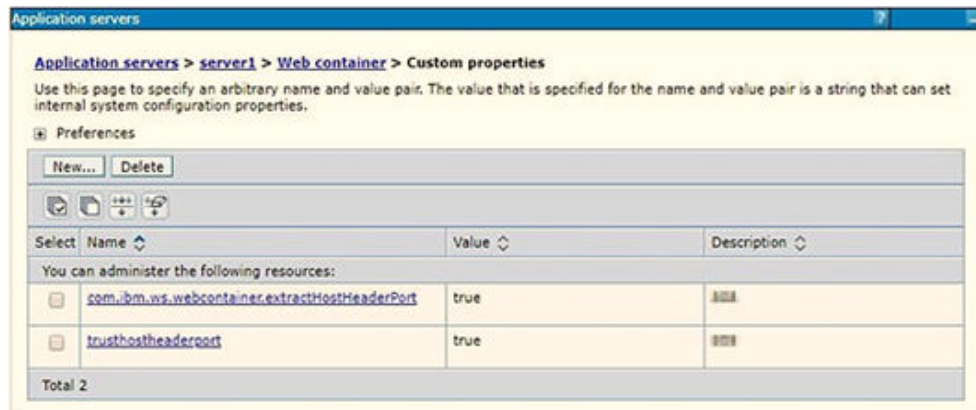 Application servers
?
Application servers > server1 > Web container > Custom properties
Use this page to specify an arbitrary name and value pair. The value that is specified for the name and value pair is a string that can set
internal system configuration properties.
+ Preferences
New... Delete
Select Name Value Description
You can administer the following resources:
com.ibm.ws.webcontainer.extractHostHeaderPort true
trusthostheaderport true
Total 2